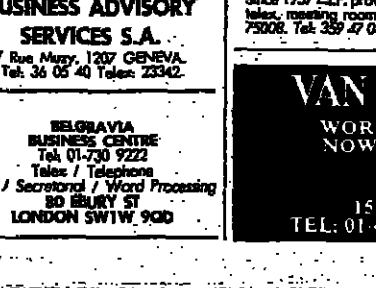 BUSINESS ADVISORY
SERVICES S.A.
7 Rue Muzy, 1207 GENEVA.
Tel: 36 05 40 Telex: 23342.
BELGRAVIA
BUSINESS CENTRE
Tel: 01-730 9222
Telex / Telephone
/ Secretarial / Word Processing
80 EBURY ST
LONDON SW1W 9QD
telex, meeting room
75008. Tel: 359 47 0
VAN
WOR
NOW
15
TEL: 01-